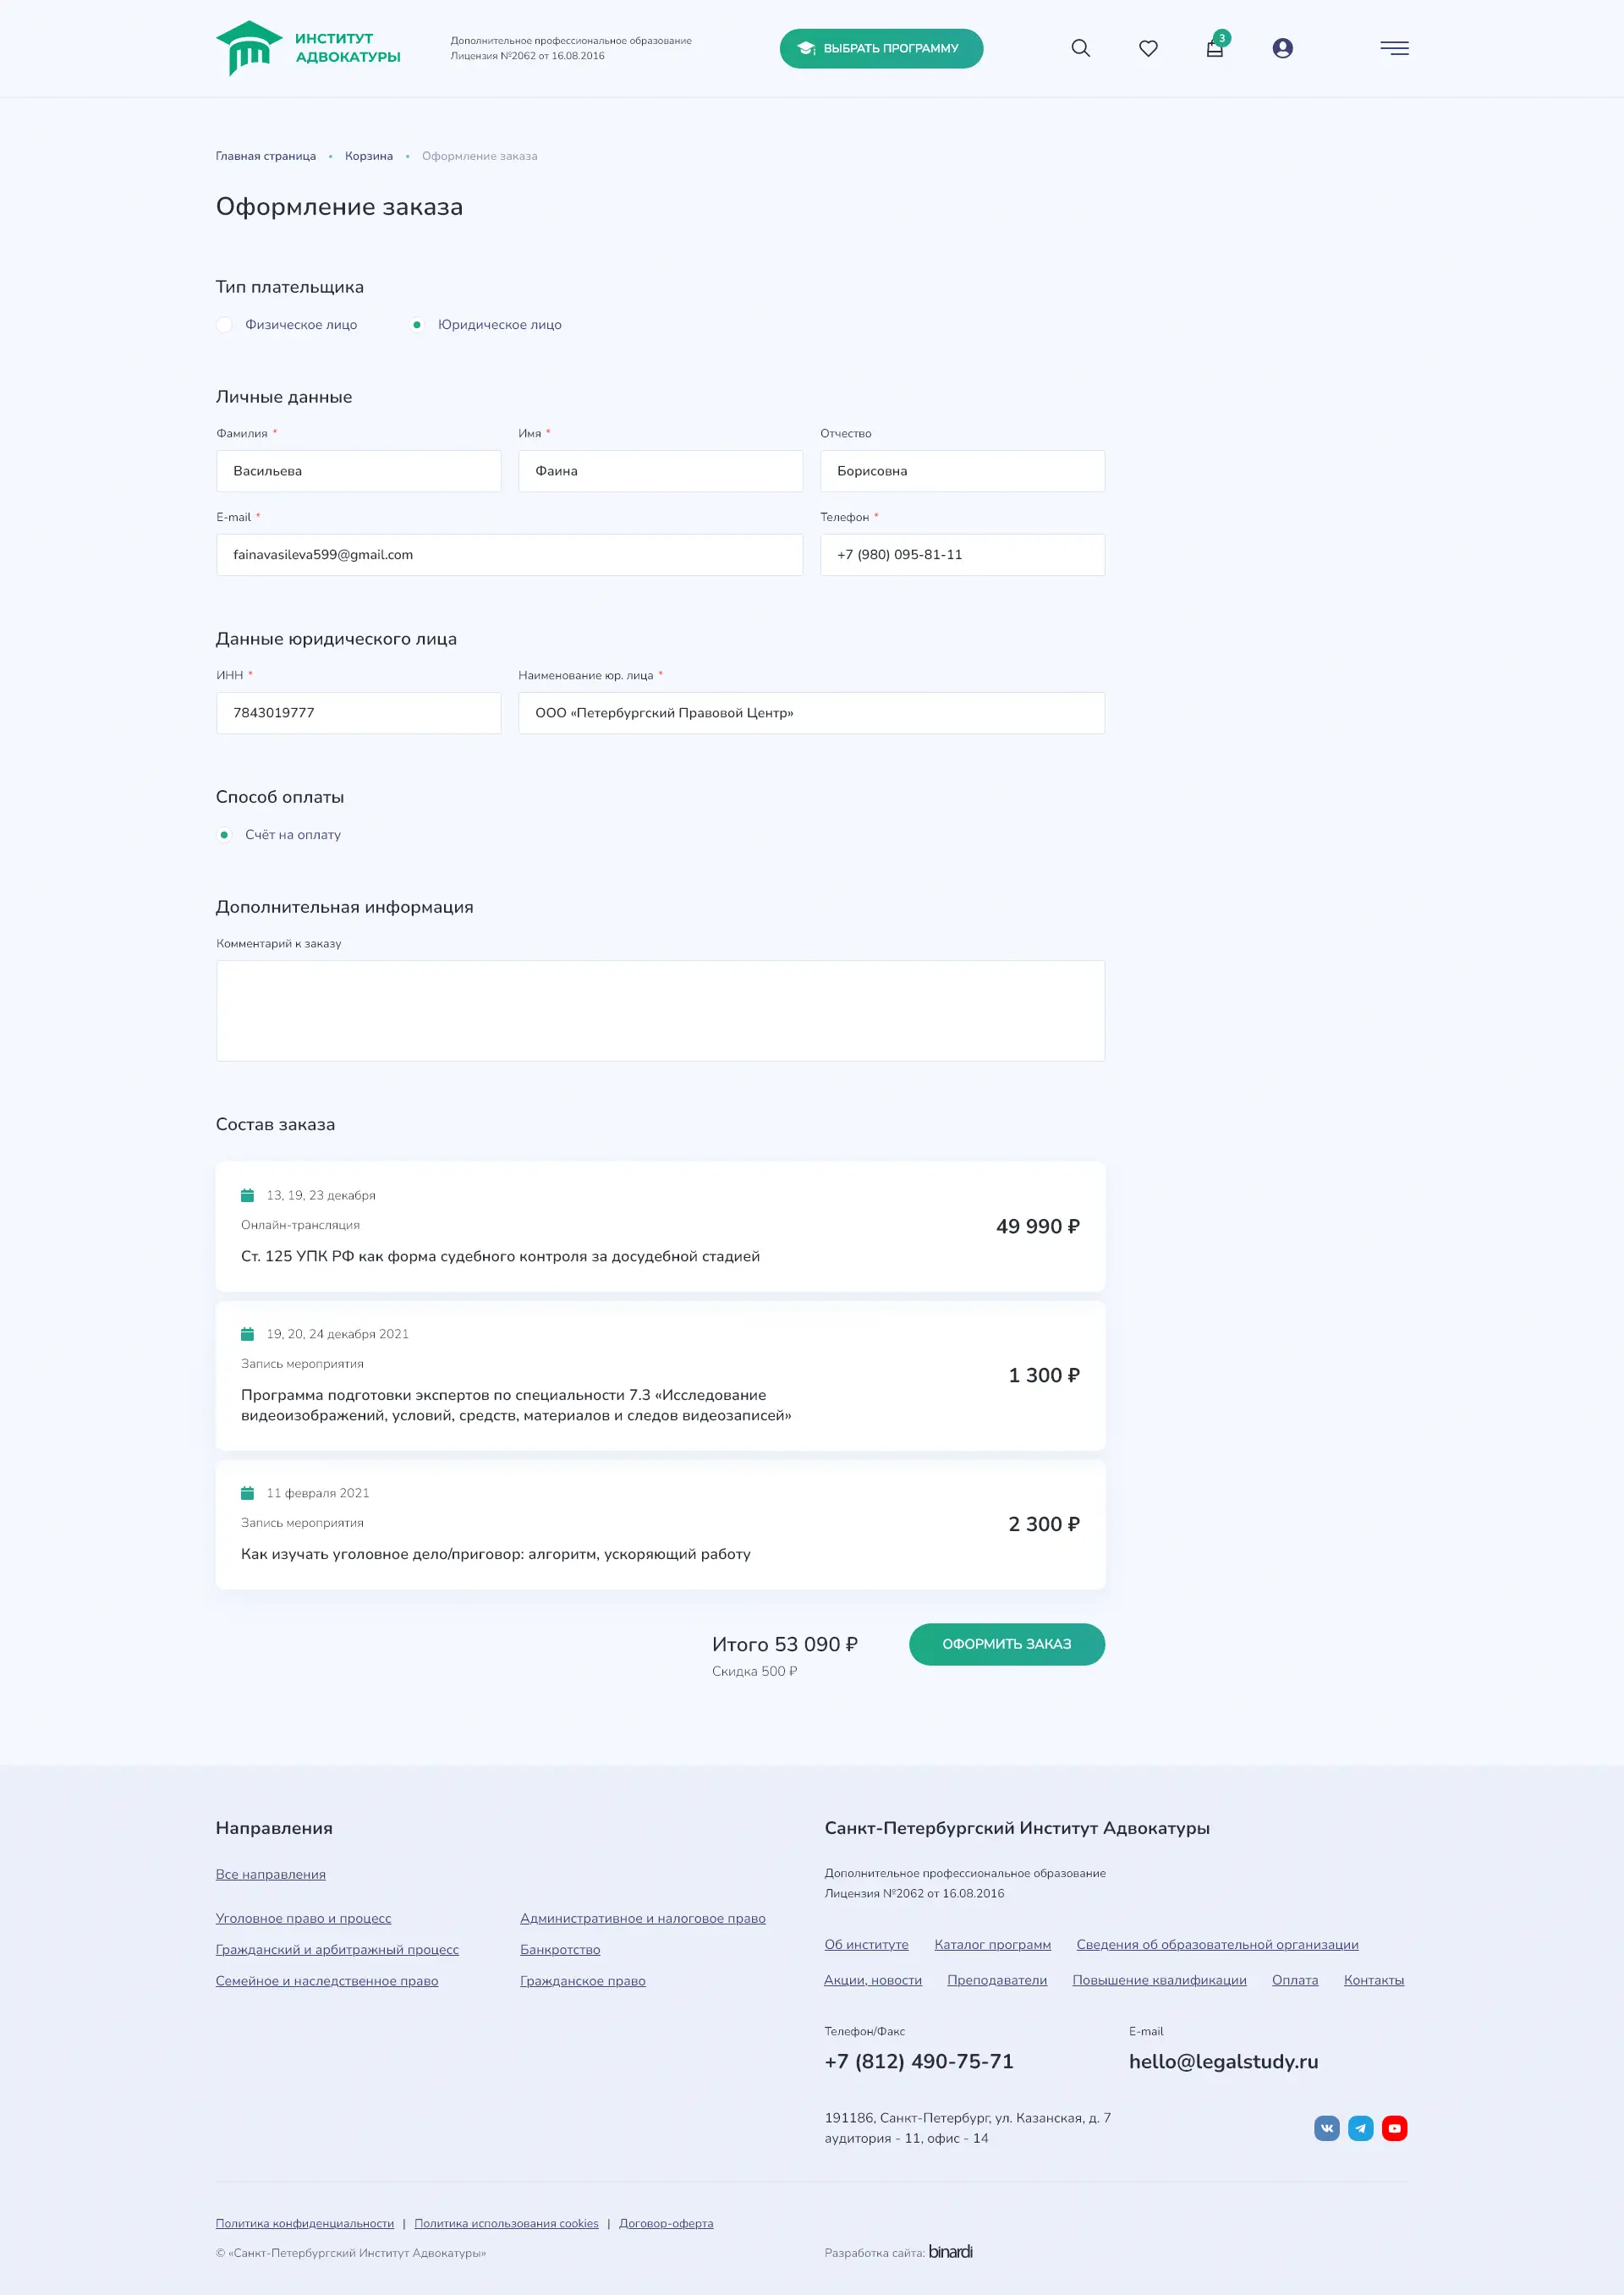 ИНСТИТУТ
АДВОКАТУРЫ
Дополнительное профессиональное образование
Лицензия №2062 от 16.08.2016
ВЫБРАТЬ ПРОГРАММУ
3
Главная страница • Корзина • Оформление заказа
Оформление заказа
Тип плательщика
Физическое лицо Юридическое лицо
Личные данные
Фамилия * Имя * Отчество
Васильева Фаина Борисовна
E-mail * Телефон *
fainavasileva599@gmail.com +7 (980) 095-81-11
Данные юридического лица
ИНН * Наименование юр. лица *
7843019777 ООО «Петербургский Правовой Центр»
Способ оплаты
Счёт на оплату
Дополнительная информация
Комментарий к заказу
Состав заказа
13, 19, 23 декабря
Онлайн-трансляция
49 990 ₽
Ст. 125 УПК РФ как форма судебного контроля за досудебной стадией
19, 20, 24 декабря 2021
Запись мероприятия
1 300 ₽
Программа подготовки экспертов по специальности 7.3 «Исследование
видеоизображений, условий, средств, материалов и следов видеозаписей»
11 февраля 2021
Запись мероприятия
2 300 ₽
Как изучать уголовное дело/приговор: алгоритм, ускоряющий работу
Итого 53 090 ₽
Скидка 500 ₽
ОФОРМИТЬ ЗАКАЗ
Направления
Все направления
Уголовное право и процесс Административное и налоговое право
Гражданский и арбитражный процесс Банкротство
Семейное и наследственное право Гражданское право
Санкт-Петербургский Институт Адвокатуры
Дополнительное профессиональное образование
Лицензия №2062 от 16.08.2016
Об институте Каталог программ Сведения об образовательной организации
Акции, новости Преподаватели Повышение квалификации Оплата Контакты
Телефон/Факс E-mail
+7 (812) 490-75-71 hello@legalstudy.ru
191186, Санкт-Петербург, ул. Казанская, д. 7
аудитория - 11, офис - 14
Политика конфиденциальности | Политика использования cookies | Договор-оферта
© «Санкт-Петербургский Институт Адвокатуры»
Разработка сайта: binardi